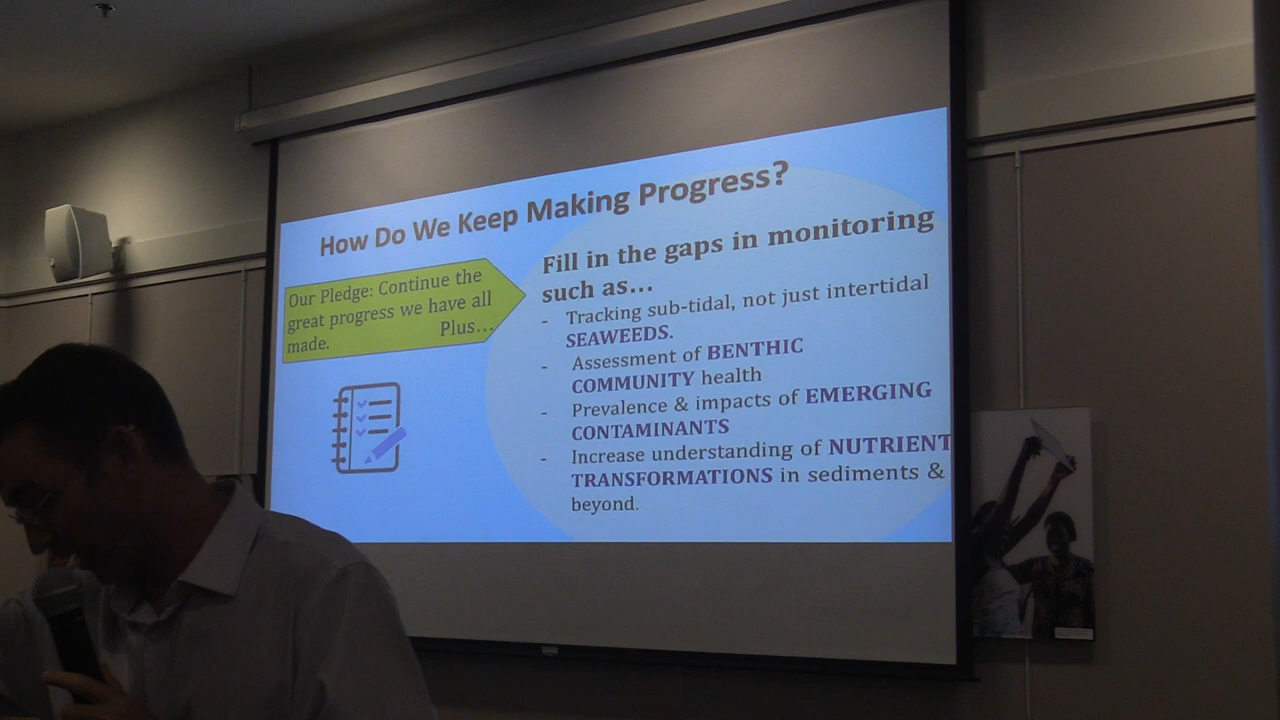 How Do We Keep Making Progress?
Our Pledge: Continue the
great progress we have all
made. Plus...
Fill in the gaps in monitoring
such as...
- Tracking sub-tidal, not just intertidal
SEAWEEDS.
- Assessment of BENTHIC
COMMUNITY health
- Prevalence & impacts of EMERGING
CONTAMINANTS
- Increase understanding of NUTRIENT
TRANSFORMATIONS in sediments &
beyond.